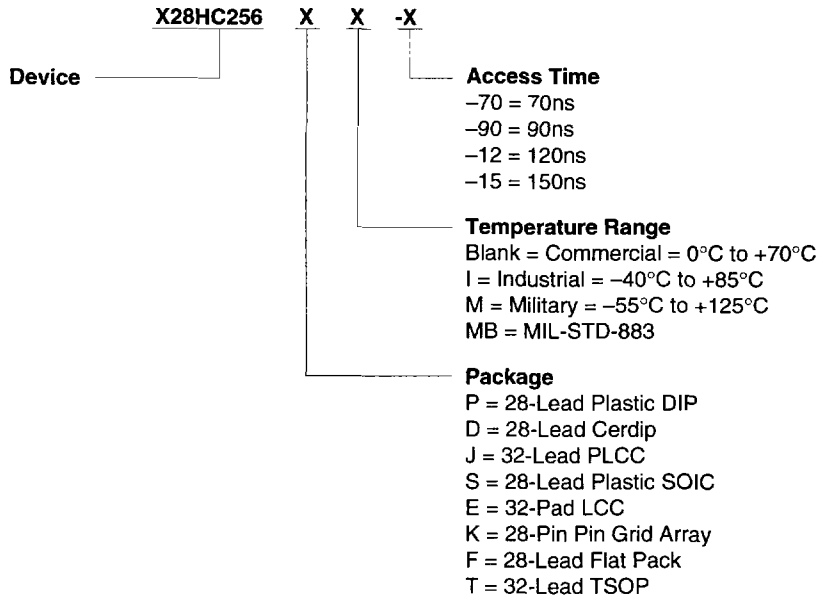 X28HC256 X X -X
Device
Access Time
–70 = 70ns
–90 = 90ns
–12 = 120ns
–15 = 150ns
Temperature Range
Blank = Commercial = 0°C to +70°C
I = Industrial = –40°C to +85°C
M = Military = –55°C to +125°C
MB = MIL-STD-883
Package
P = 28-Lead Plastic DIP
D = 28-Lead Cerdip
J = 32-Lead PLCC
S = 28-Lead Plastic SOIC
E = 32-Pad LCC
K = 28-Pin Pin Grid Array
F = 28-Lead Flat Pack
T = 32-Lead TSOP